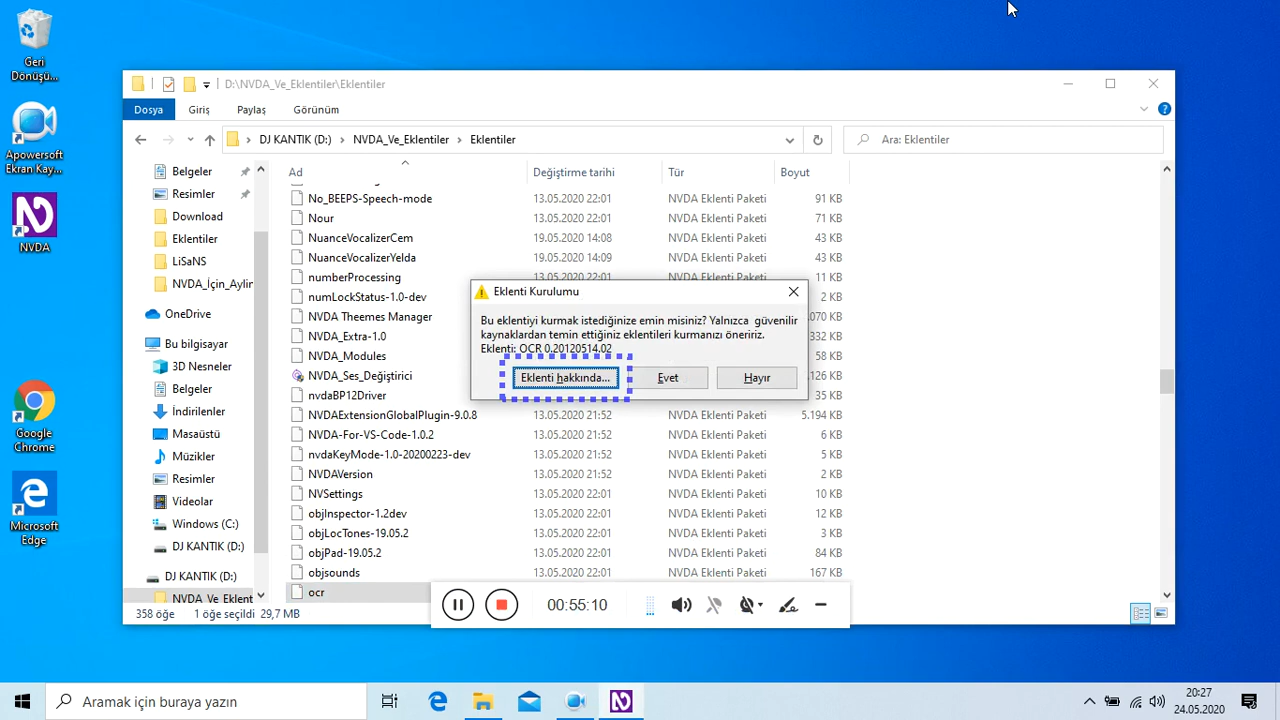 Geri
Dönüşü...
Apowersoft
Ekran Kay...
NVDA
Google
Chrome
Microsoft
Edge
D:\NVDA_Ve_Eklentiler\Eklentiler
Dosya Giriş Paylaş Görünüm
DJ KANTIK (D:) > NVDA_Ve_Eklentiler > Eklentiler
Ara: Eklentiler
Belgeler
Resimler
Download
Eklentiler
LiSaNS
NVDA_İçin_Aylin
OneDrive
Bu bilgisayar
3D Nesneler
Belgeler
İndirilenler
Masaüstü
Müzikler
Resimler
Videolar
Windows (C:)
DJ KANTIK (D:)
DJ KANTIK (D:)
NVDA_Ve_Eklent
Ad Değiştirme tarihi Tür Boyut
No_BEEPS-Speech-mode 13.05.2020 22:01 NVDA Eklenti Paketi 91 KB
Nour 13.05.2020 22:01 NVDA Eklenti Paketi 71 KB
NuanceVocalizerCem 19.05.2020 14:08 NVDA Eklenti Paketi 43 KB
NuanceVocalizerYelda 19.05.2020 14:09 NVDA Eklenti Paketi 43 KB
numberProcessing 13.05.2020 22:01 NVDA Eklenti Paketi 11 KB
numLockStatus-1.0-dev 2 KB
NVDA Theemes Manager .070 KB
NVDA_Extra-1.0
NVDA_Modules 58 KB
NVDA_Ses_Değiştirici .126 KB
nvdaBP12Driver 35 KB
NVDAExtensionGlobalPlugin-9.0.8 13.05.2020 21:52 NVDA Eklenti Paketi 5.194 KB
NVDA-For-VS-Code-1.0.2 13.05.2020 21:52 NVDA Eklenti Paketi 6 KB
nvdaKeyMode-1.0-20200223-dev 13.05.2020 21:52 NVDA Eklenti Paketi 5 KB
NVDAVersion 13.05.2020 21:52 NVDA Eklenti Paketi 2 KB
NVSettings 13.05.2020 22:01 NVDA Eklenti Paketi 10 KB
objInspector-1.2dev 13.05.2020 22:01 NVDA Eklenti Paketi 12 KB
objLocTones-19.05.2 13.05.2020 22:01 NVDA Eklenti Paketi 3 KB
objPad-19.05.2 13.05.2020 22:01 NVDA Eklenti Paketi 84 KB
objsounds 13.05.2020 22:01 NVDA Eklenti Paketi 167 KB
ocr
Eklenti Kurulumu
Bu eklentiyi kurmak istediğinize emin misiniz? Yalnızca güvenilir
kaynaklardan temin ettiğiniz eklentileri kurmanızı öneririz.
Eklenti: OCR 0.20120514.02
Eklenti hakkında... Evet Hayır
00:55:10
358 öğe 1 öğe seçildi 29,7 MB
Aramak için buraya yazın
20:27
24.05.2020